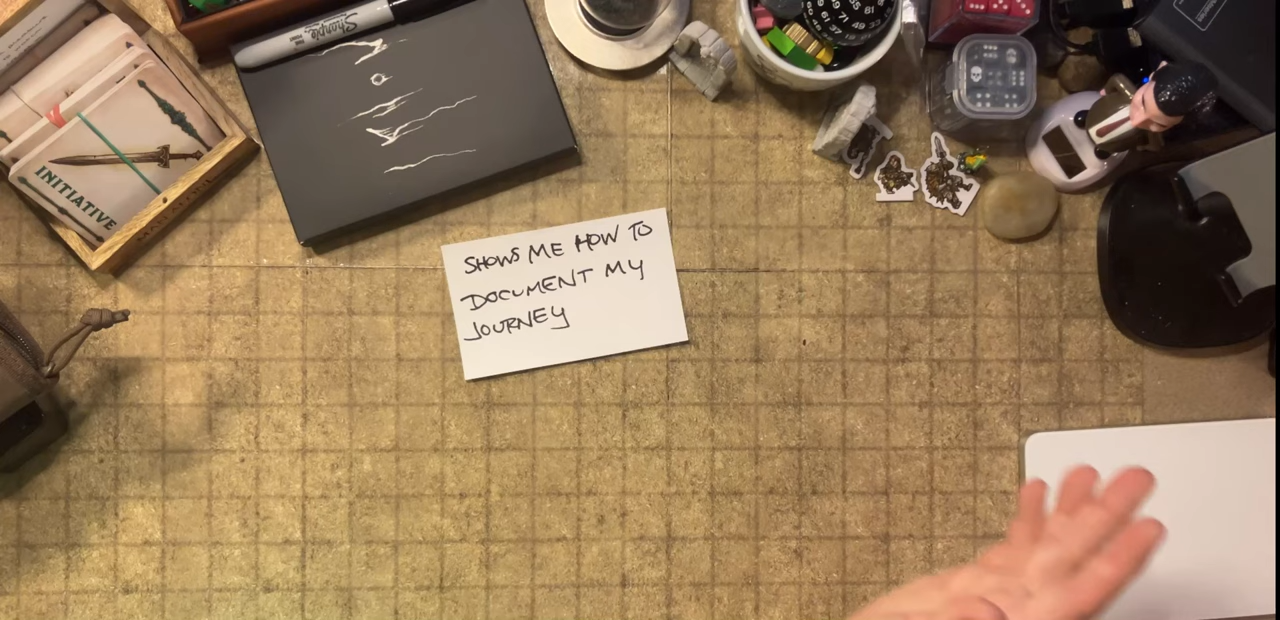 Sharpie
INITIATIVE
SHOWS ME HOW TO
DOCUMENT MY
JOURNEY